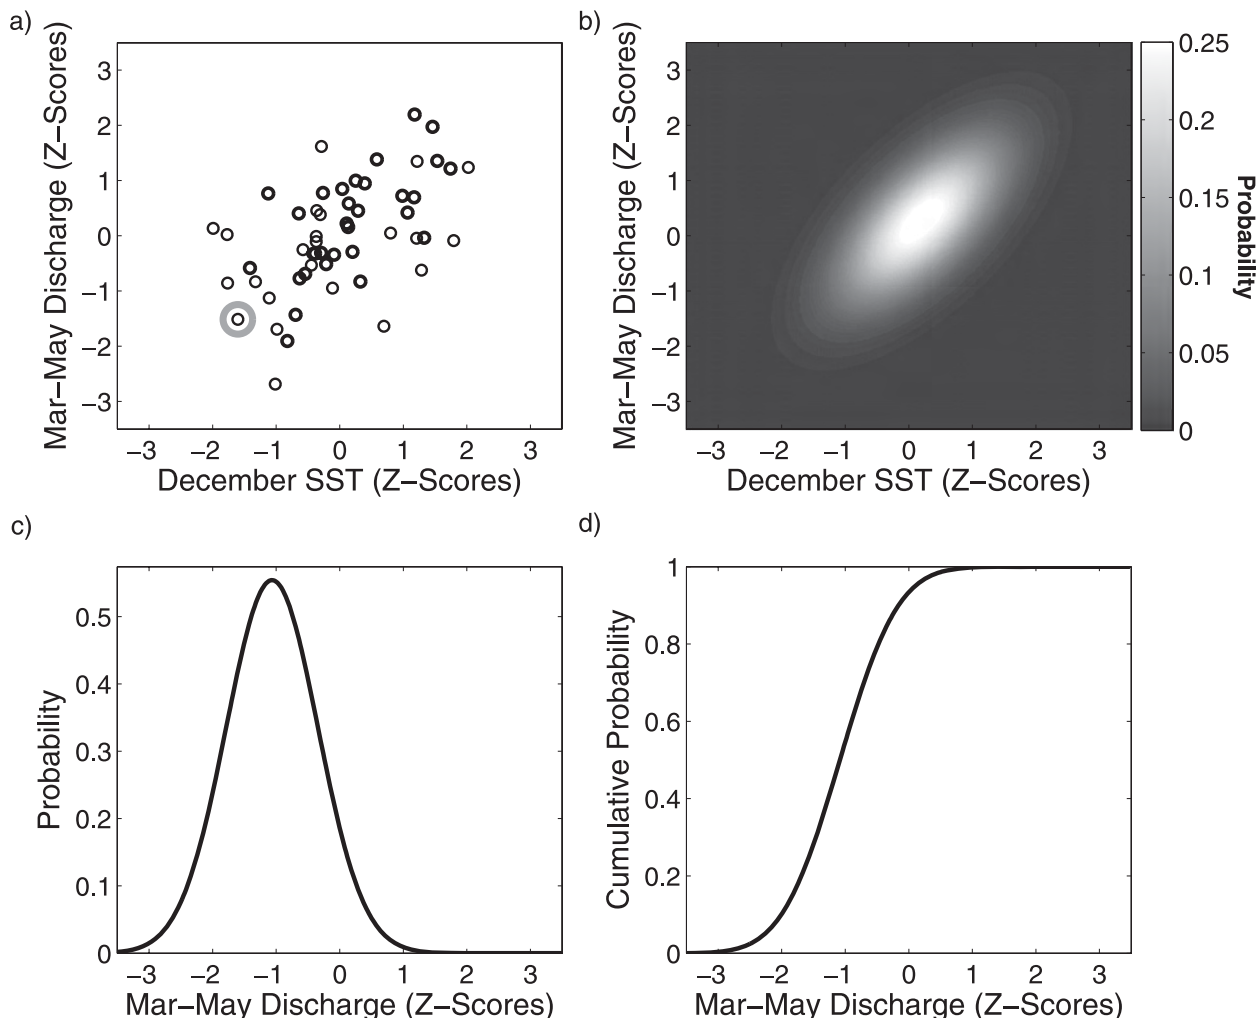 a)
Mar–May Discharge (Z–Scores)
3
2
1
0
−1
−2
−3
−3 −2 −1 0 1 2 3
December SST (Z–Scores)
b)
Mar–May Discharge (Z–Scores)
3
2
1
0
−1
−2
−3
−3 −2 −1 0 1 2 3
December SST (Z–Scores)
0.25
0.2
0.15
0.1
0.05
0
Probability
c)
Probability
0.5
0.4
0.3
0.2
0.1
0
−3 −2 −1 0 1 2 3
Mar–May Discharge (Z–Scores)
d)
Cumulative Probability
1
0.8
0.6
0.4
0.2
0
−3 −2 −1 0 1 2 3
Mar–May Discharge (Z–Scores)